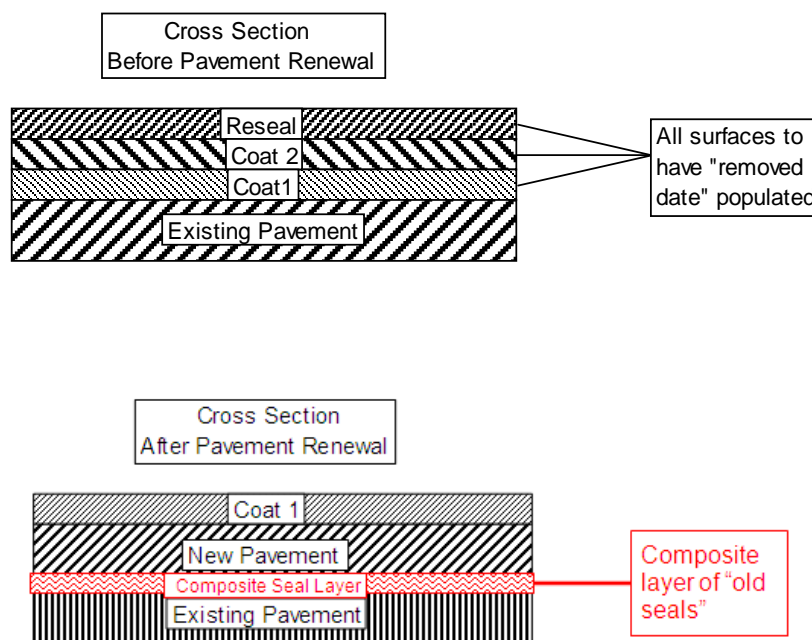 Cross Section
Before Pavement Renewal
Reseal
Coat 2
Coat1
Existing Pavement
All surfaces to
have "removed
date" populated
Cross Section
After Pavement Renewal
Coat 1
New Pavement
Composite Seal Layer
Existing Pavement
Composite
layer of “old
seals”